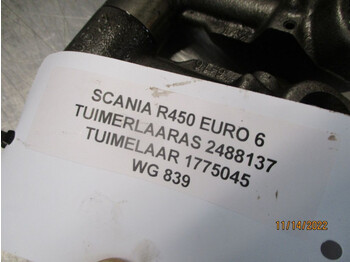 SCANIA R450 EURO 6
TUIMERLAARAS 2488137
TUIMELAAR 1775045
WG 839
11/14/2022